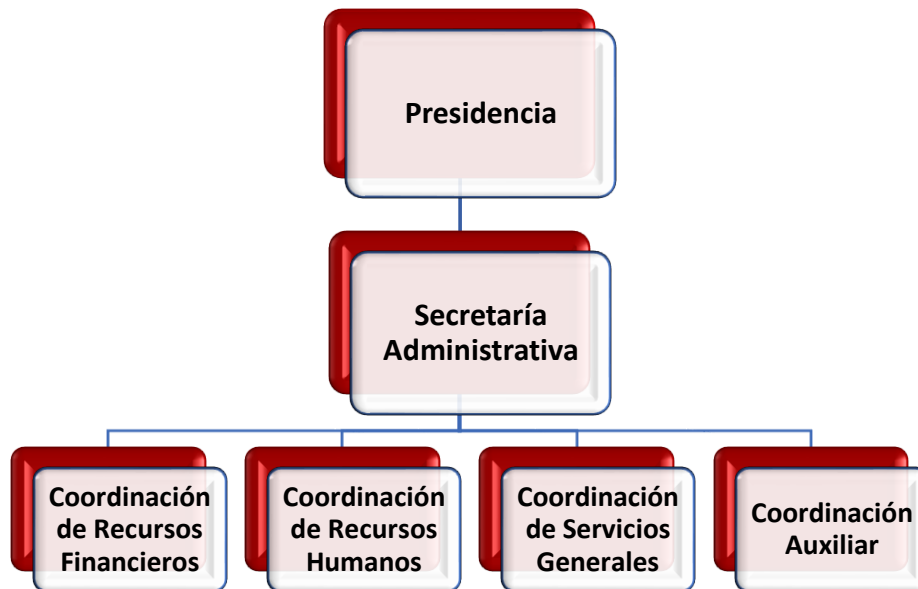 Presidencia
Secretaría
Administrativa
Coordinación
de Recursos
Financieros
Coordinación
de Recursos
Humanos
Coordinación
de Servicios
Generales
Coordinación
Auxiliar